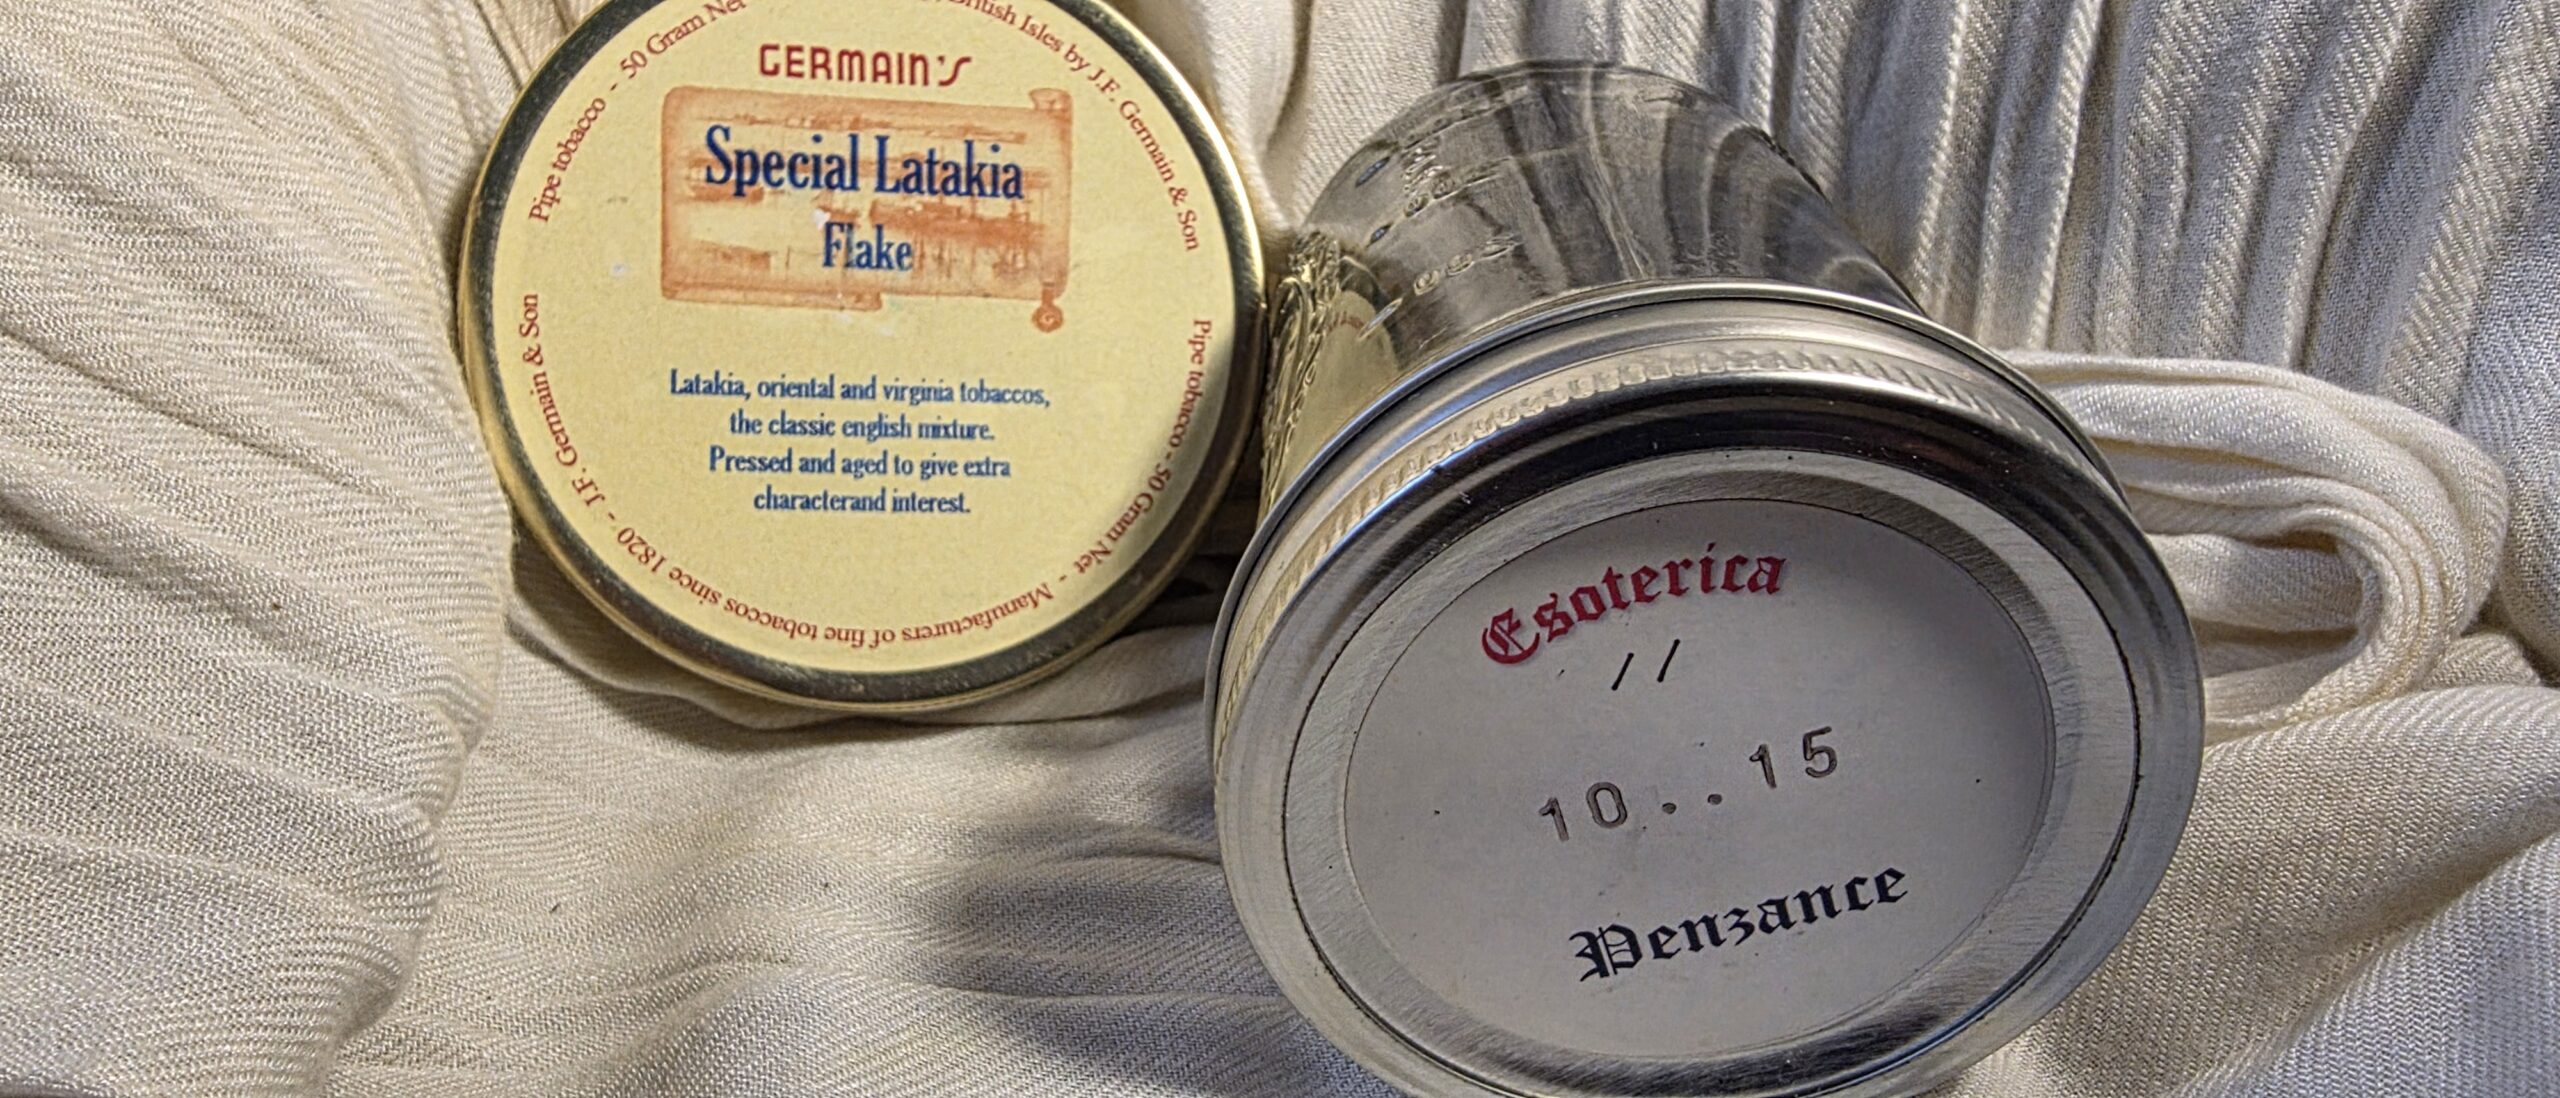 GERMAIN'S
Special Latakia
Flake
Latakia, oriental and virginia tobaccos,
the classic english mixture.
Pressed and aged to give extra
characterand interest.
Pipe tobacco - 50 Gram Net
British Isles by J.F. Germain & Son
Pipe tobacco - 50 Gram Net - Manufacturers of fine tobaccos since 1820 - J.F. Germain & Son
Esoterica
//
10..15
Penzance